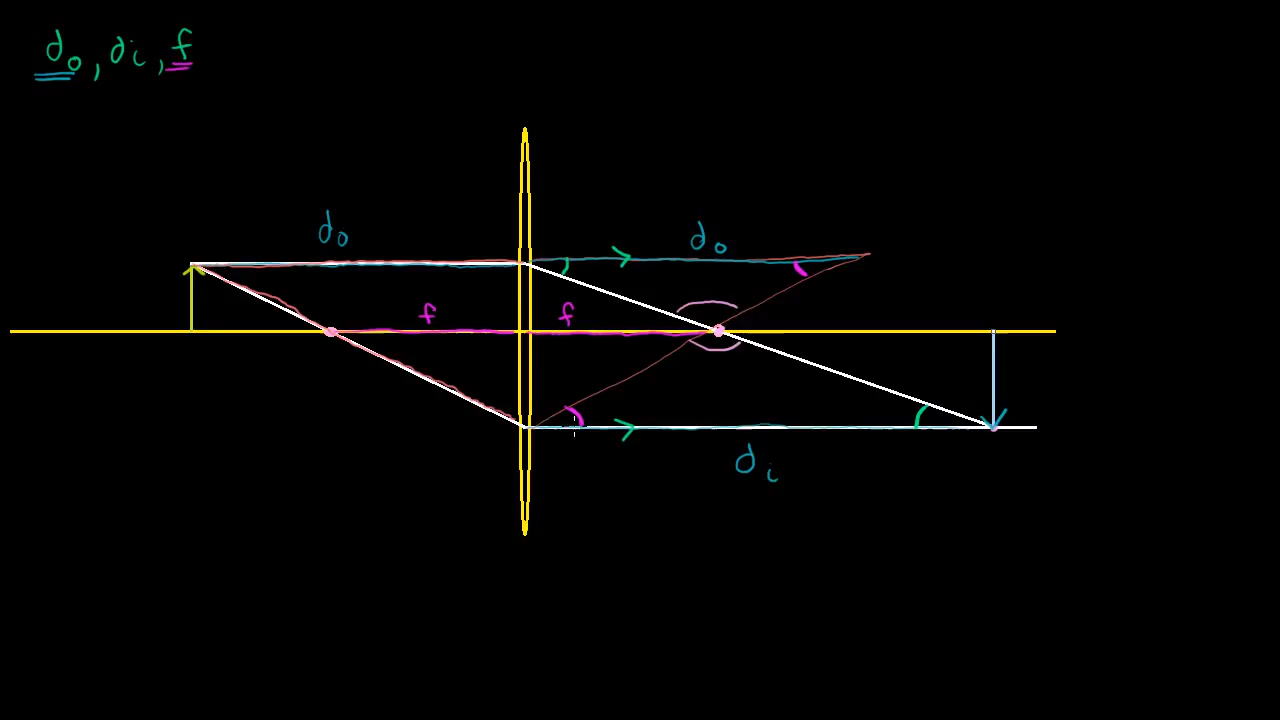 d₀, dᵢ, f
d₀
d₀
f
f
dᵢ